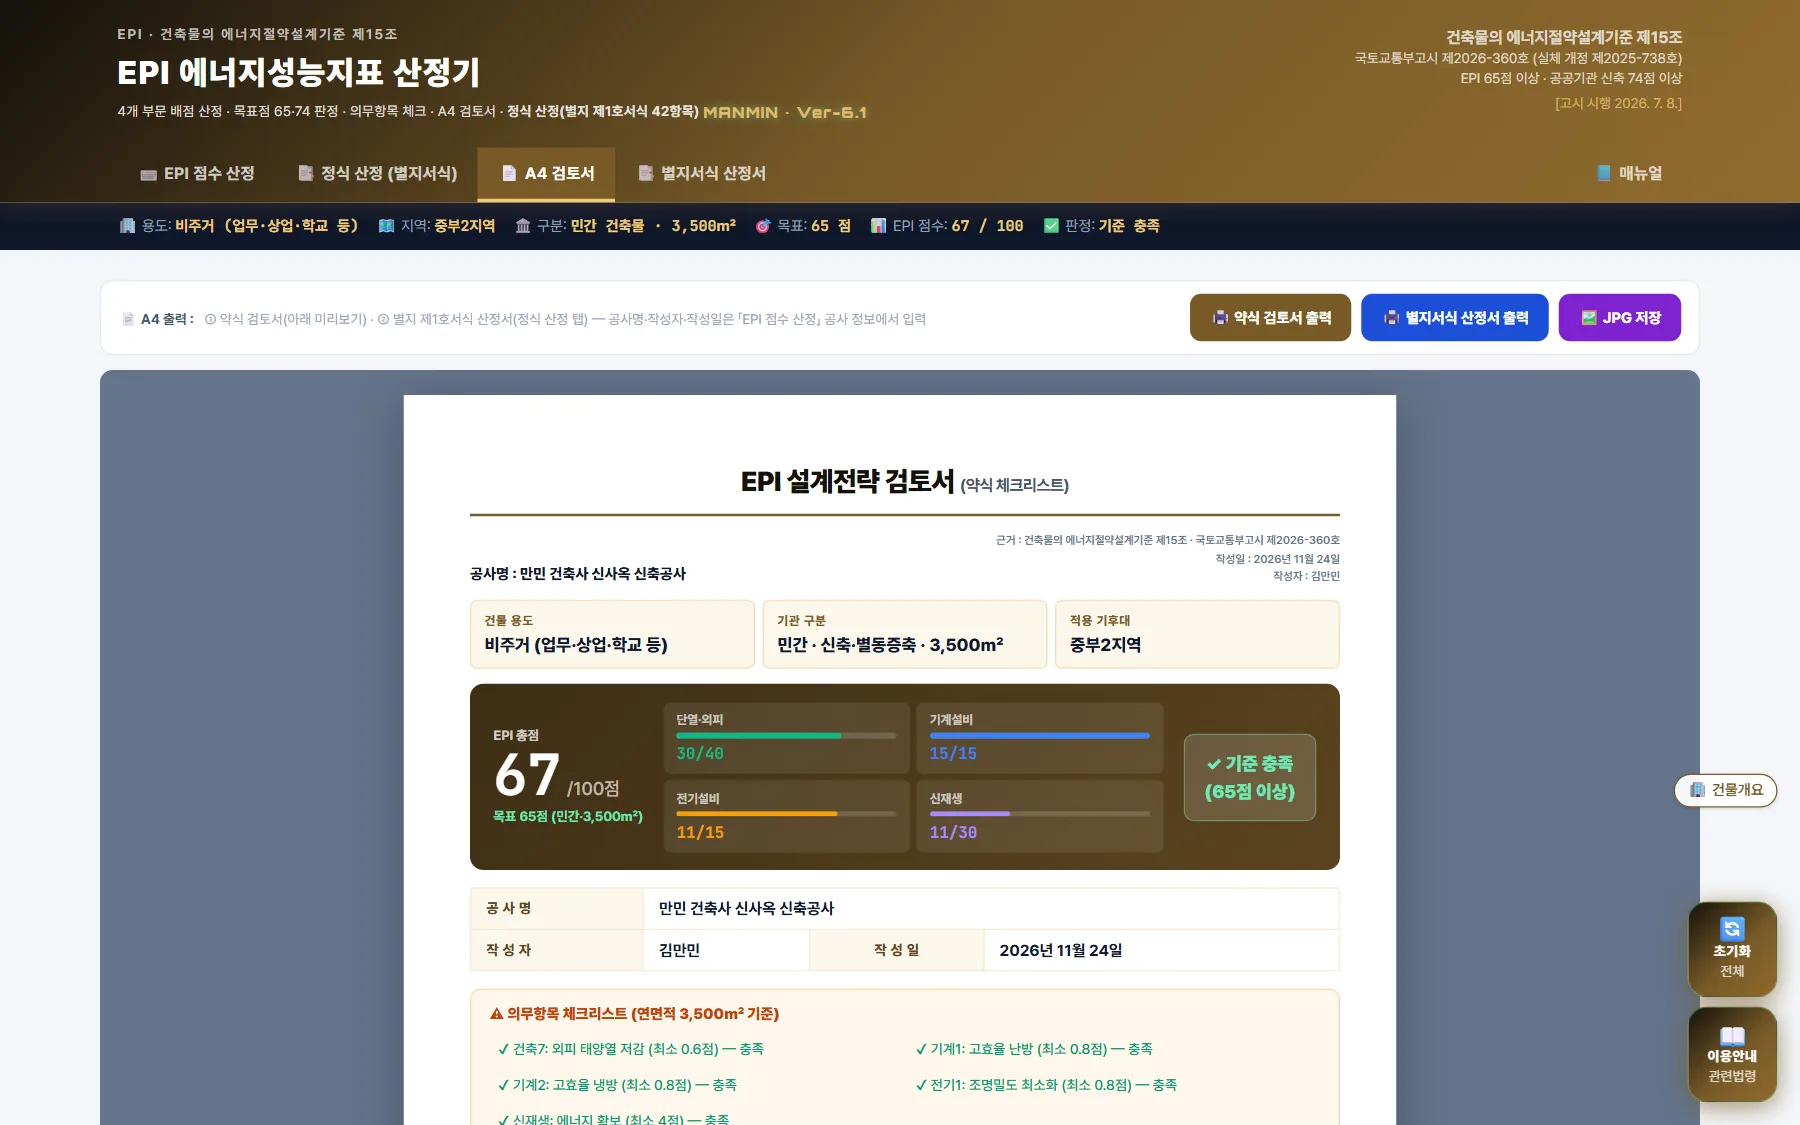 EPI · 건축물의 에너지절약설계기준 제15조
EPI 에너지성능지표 산정기
4개 부문 배점 산정 · 목표점 65·74 판정 · 의무항목 체크 · A4 검토서 · 정식 산정(별지 제1호서식 42항목) MANMIN · Ver-6.1
건축물의 에너지절약설계기준 제15조
국토교통부고시 제2026-360호 (실체 개정 제2025-738호)
EPI 65점 이상 · 공공기관 신축 74점 이상
[고시 시행 2026. 7. 8.]
EPI 점수 산정
정식 산정 (별지서식)
A4 검토서
별지서식 산정서
매뉴얼
용도: 비주거 (업무·상업·학교 등)
지역: 중부2지역
구분: 민간 건축물 · 3,500m²
목표: 65 점
EPI 점수: 67 / 100
판정: 기준 충족
A4 출력 : ① 약식 검토서(아래 미리보기) · ② 별지 제1호서식 산정서(정식 산정 탭) — 공사명·작성자·작성일은 「EPI 점수 산정」 공사 정보에서 입력
약식 검토서 출력
별지서식 산정서 출력
JPG 저장
EPI 설계전략 검토서 (약식 체크리스트)
근거 : 건축물의 에너지절약설계기준 제15조 · 국토교통부고시 제2026-360호
작성일 : 2026년 11월 24일
작성자 : 김만민
공사명 : 만민 건축사 신사옥 신축공사
건물 용도
비주거 (업무·상업·학교 등)
기관 구분
민간 · 신축·별동증축 · 3,500m²
적용 기후대
중부2지역
EPI 총점
67 /100점
목표 65점 (민간·3,500m²)
단열·외피
30/40
기계설비
15/15
전기설비
11/15
신재생
11/30
✓ 기준 충족
(65점 이상)
공 사 명
만민 건축사 신사옥 신축공사
작 성 자
김만민
작 성 일
2026년 11월 24일
⚠ 의무항목 체크리스트 (연면적 3,500m² 기준)
✓ 건축7: 외피 태양열 저감 (최소 0.6점) — 충족
✓ 기계1: 고효율 난방 (최소 0.8점) — 충족
✓ 기계2: 고효율 냉방 (최소 0.8점) — 충족
✓ 전기1: 조명밀도 최소화 (최소 0.8점) — 충족
✓ 신재생: 에너지 확보 (최소 4점) — 충족
건물개요
초기화
전체
이용안내
관련법령